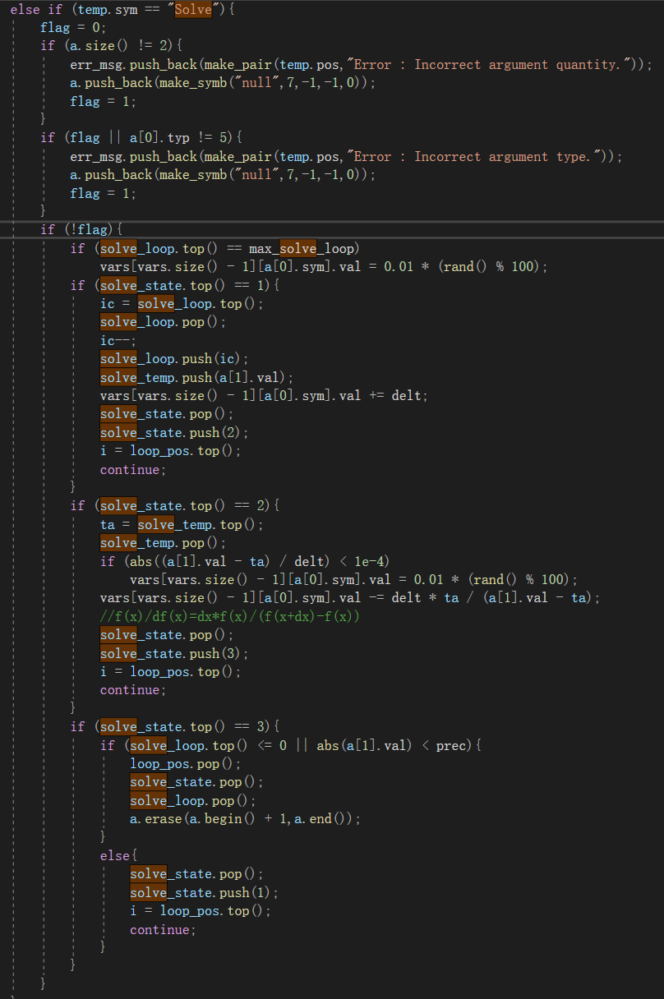 else if (temp.sym == "Solve"){
flag = 0;
if (a.size() != 2){
err_msg.push_back(make_pair(temp.pos,"Error : Incorrect argument quantity."));
a.push_back(make_symb("null",7,-1,-1,0));
flag = 1;
}
if (flag || a[0].typ != 5){
err_msg.push_back(make_pair(temp.pos,"Error : Incorrect argument type."));
a.push_back(make_symb("null",7,-1,-1,0));
flag = 1;
}
if (!flag){
if (solve_loop.top() == max_solve_loop)
vars[vars.size() - 1][a[0].sym].val = 0.01 * (rand() % 100);
if (solve_state.top() == 1){
ic = solve_loop.top();
solve_loop.pop();
ic--;
solve_loop.push(ic);
solve_temp.push(a[1].val);
vars[vars.size() - 1][a[0].sym].val += delt;
solve_state.pop();
solve_state.push(2);
i = loop_pos.top();
continue;
}
if (solve_state.top() == 2){
ta = solve_temp.top();
solve_temp.pop();
if (abs((a[1].val - ta) / delt) < 1e-4)
vars[vars.size() - 1][a[0].sym].val = 0.01 * (rand() % 100);
vars[vars.size() - 1][a[0].sym].val -= delt * ta / (a[1].val - ta);
//f(x)/df(x)=dx*f(x)/(f(x+dx)-f(x))
solve_state.pop();
solve_state.push(3);
i = loop_pos.top();
continue;
}
if (solve_state.top() == 3){
if (solve_loop.top() <= 0 || abs(a[1].val) < prec){
loop_pos.pop();
solve_state.pop();
solve_loop.pop();
a.erase(a.begin() + 1,a.end());
}
else{
solve_state.pop();
solve_state.push(1);
i = loop_pos.top();
continue;
}
}
}